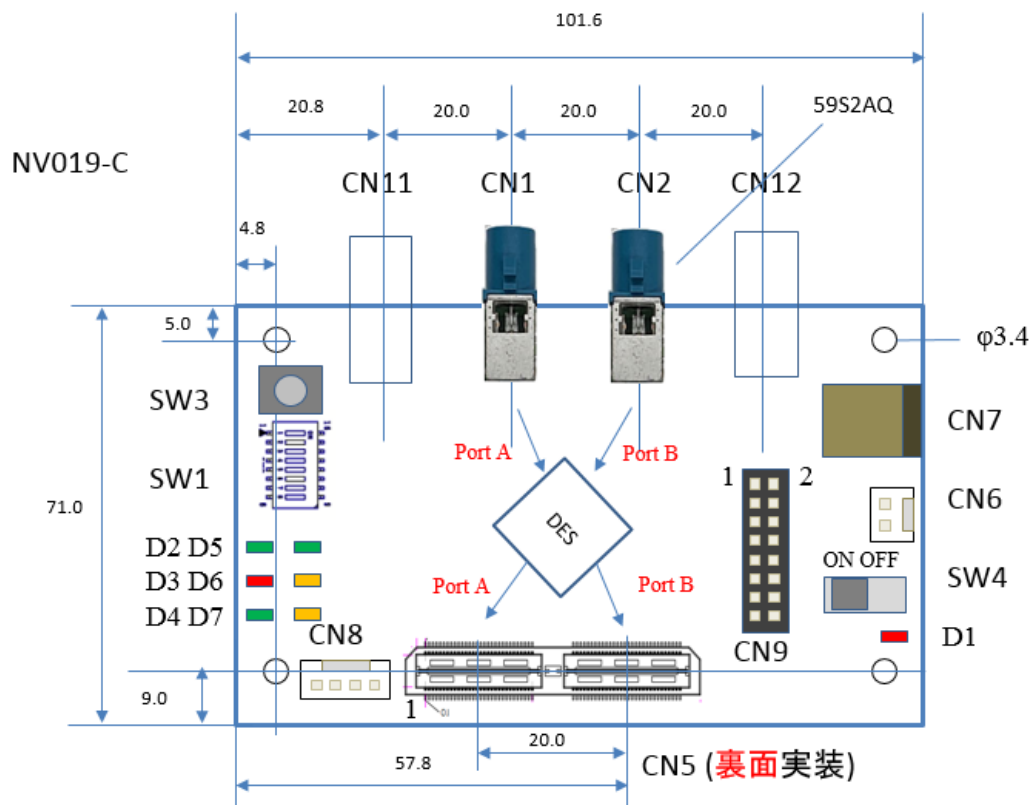 101.6
20.8
20.0
20.0
20.0
59S2AQ
NV019-C
CN11
CN1
CN2
CN12
4.8
5.0
φ3.4
SW3
CN7
Port A
Port B
SW1
1
2
CN6
71.0
DES
D2 D5
ON OFF
D3 D6
Port A
Port B
SW4
D4 D7
CN8
CN9
D1
9.0
1
20.0
57.8
CN5 (裏面実装)